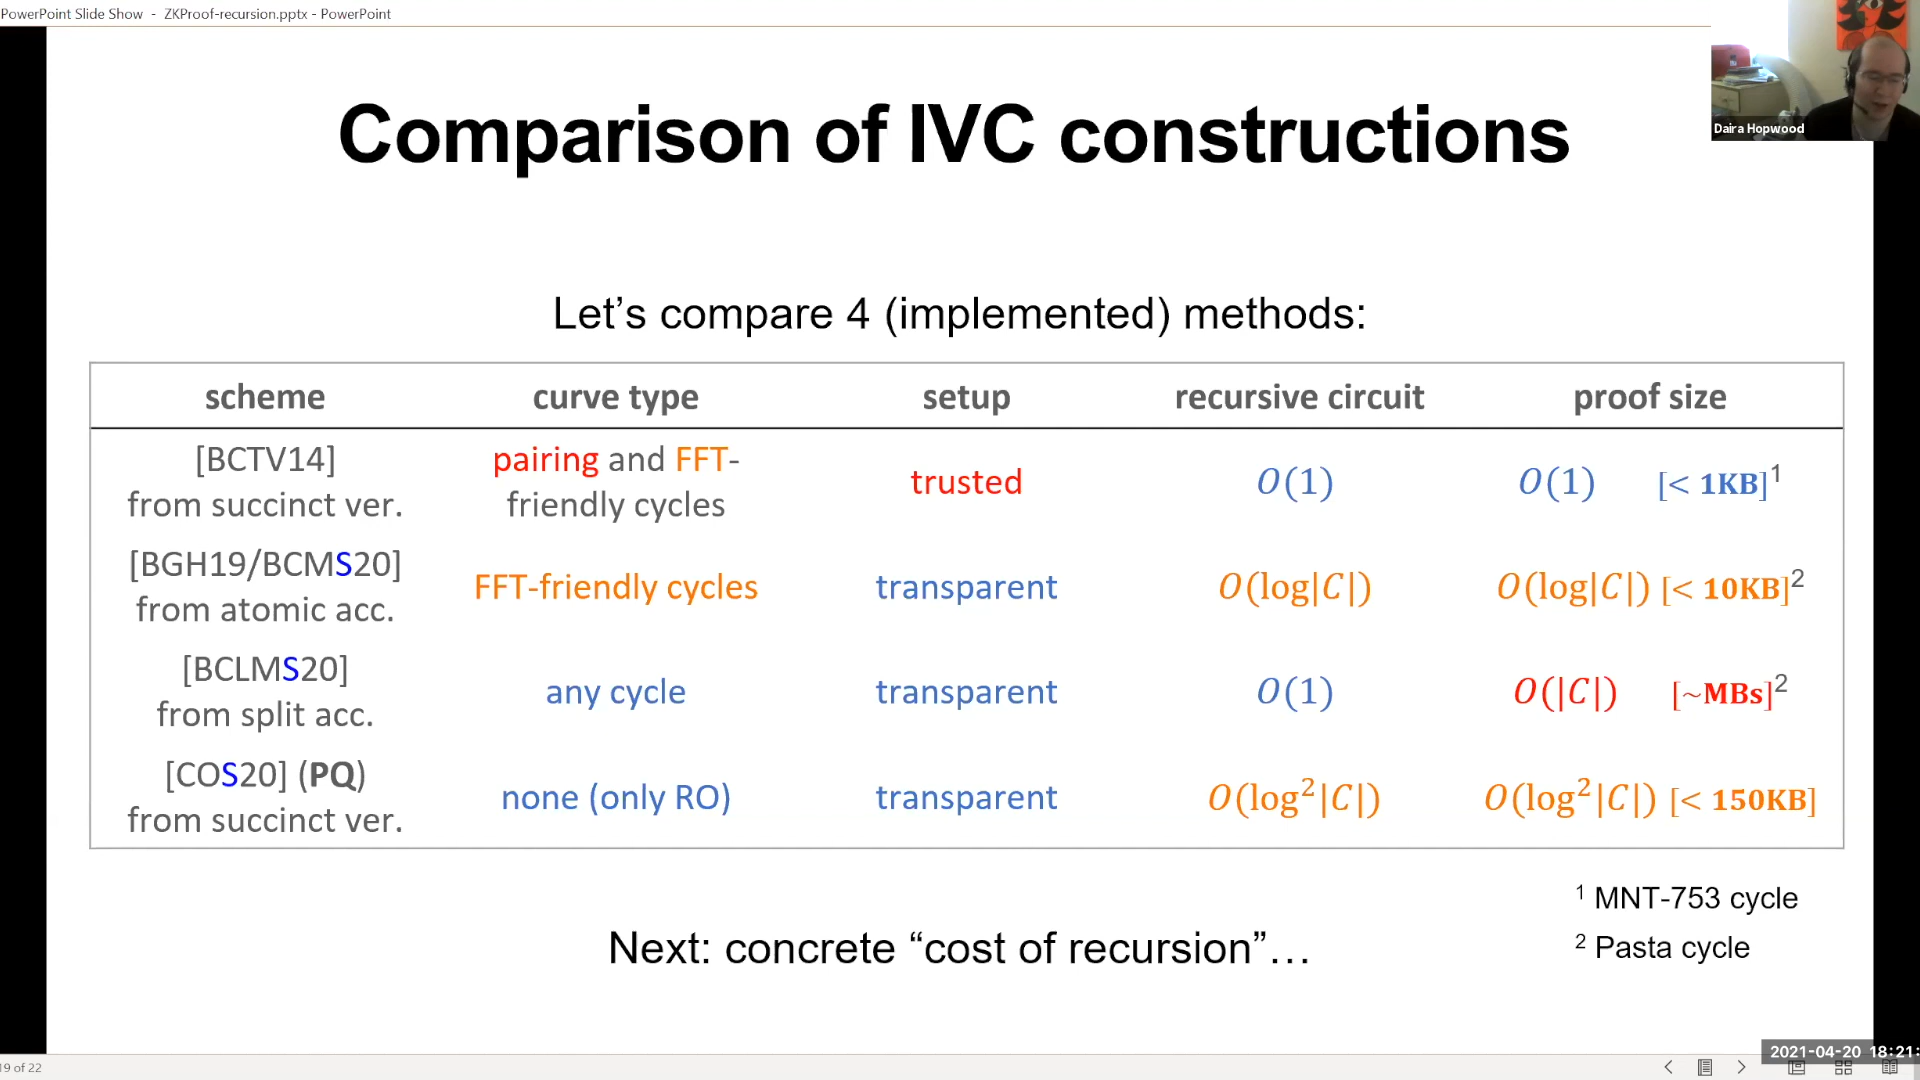 PowerPoint Slide Show - ZKProof-recursion.pptx - PowerPoint
Daira Hopwood
Comparison of IVC constructions
Let’s compare 4 (implemented) methods:
scheme curve type setup recursive circuit proof size
[BCTV14]
from succinct ver.
pairing and FFT-
friendly cycles
trusted
O(1)
O(1) [< 1KB]¹
[BGH19/BCMS20]
from atomic acc.
FFT-friendly cycles
transparent
O(log|C|)
O(log|C|) [< 10KB]²
[BCLMS20]
from split acc.
any cycle
transparent
O(1)
O(|C|) [~MBs]²
[COS20] (PQ)
from succinct ver.
none (only RO)
transparent
O(log²|C|)
O(log²|C|) [< 150KB]
¹ MNT-753 cycle
² Pasta cycle
Next: concrete “cost of recursion”…
2021-04-20 18:21:
19 of 22